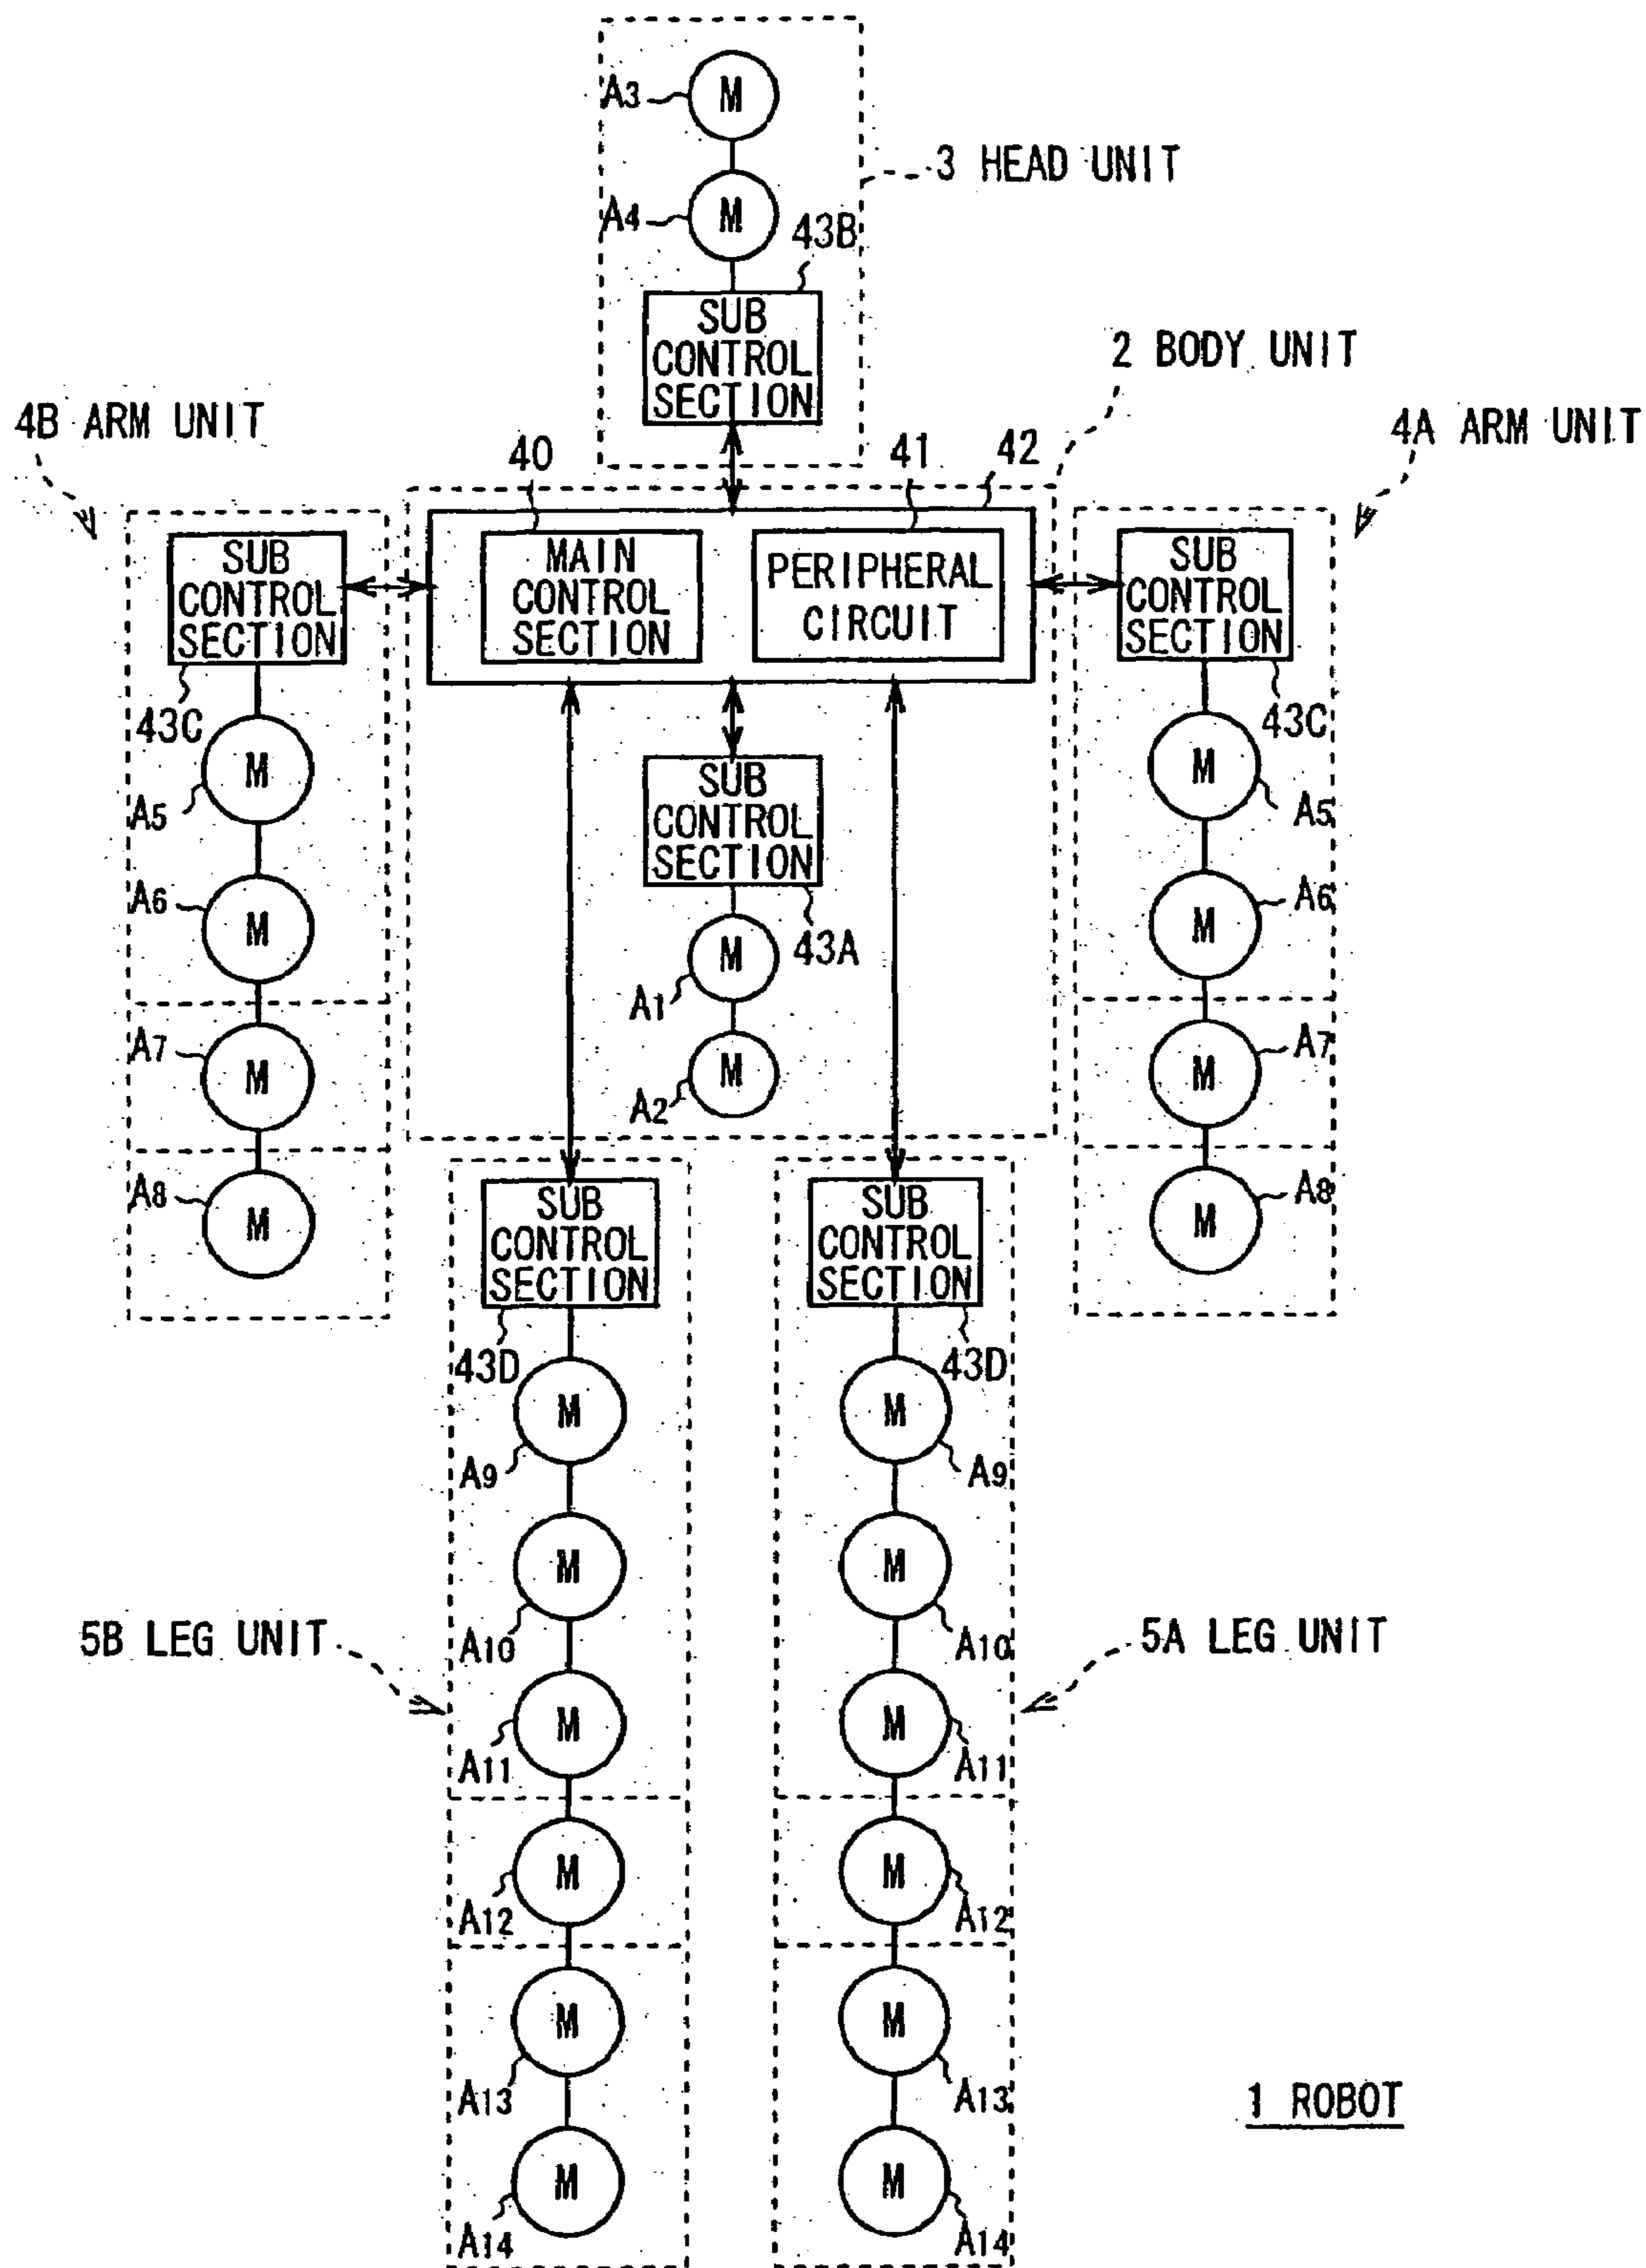 A3
M
3 HEAD UNIT
A4
M
43B
SUB
CONTROL
SECTION
2 BODY UNIT
4B ARM UNIT
4A ARM UNIT
40
41
42
SUB
CONTROL
SECTION
MAIN
CONTROL
SECTION
PERIPHERAL
CIRCUIT
SUB
CONTROL
SECTION
43C
43C
M
A5
SUB
CONTROL
SECTION
M
A5
A6
M
43A
M
A1
M
A6
A7
M
M
A2
M
A7
A8
M
M
A8
SUB
CONTROL
SECTION
SUB
CONTROL
SECTION
43D
43D
M
A9
M
A9
M
A10
M
A10
5B LEG UNIT
5A LEG UNIT
M
A11
M
A11
M
A12
M
A12
M
A13
M
A13
1 ROBOT
M
A14
M
A14